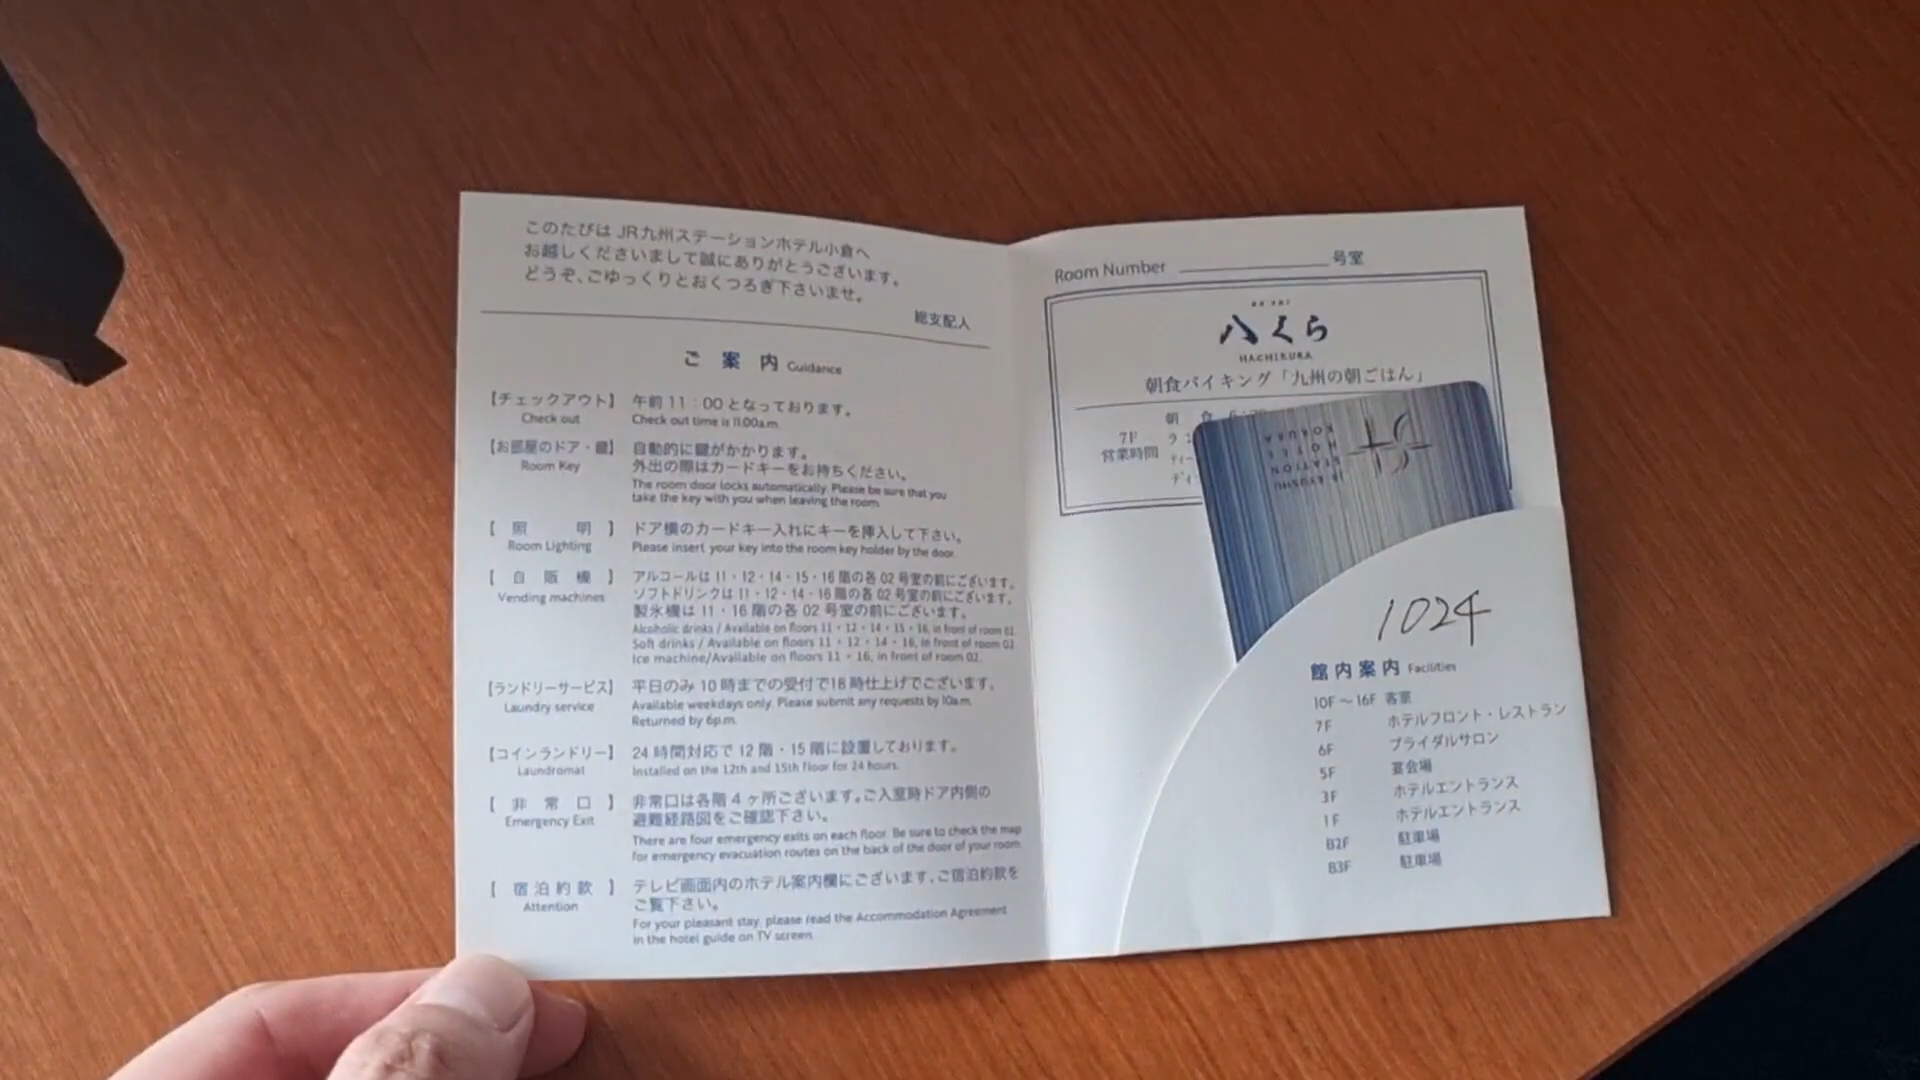 このたびは JR九州ステーションホテル小倉へ
お越しくださいまして誠にありがとうございます。
どうぞ、ごゆっくりとおくつろぎ下さいませ。
総支配人
ご案内 Guidance
【チェックアウト】 午前11:00となっております。
Check out Check out time is 11:00a.m.
【お部屋のドア・鍵】 自動的に鍵がかかります。
Room Key 外出の際はカードキーをお持ちください。
The room door locks automatically. Please be sure that you
take the key with you when leaving the room.
【照明】 ドア横のカードキー入れにキーを挿入して下さい。
Room Lighting Please insert your key into the room key holder by the door.
【自販機】 アルコールは 11・12・14・15・16 階の各 02 号室の前にございます。
Vending machines ソフトドリンクは 11・12・14・16 階の各 02 号室の前にございます。
製氷機は 11・16 階の各 02 号室の前にございます。
Alcoholic drinks / Available on floors 11・12・14・15・16, in front of room 02.
Soft drinks / Available on floors 11・12・14・16, in front of room 02.
Ice machine/Available on floors 11・16, in front of room 02.
【ランドリーサービス】 平日のみ 10 時までの受付で18 時仕上げでございます。
Laundry service Available weekdays only. Please submit any requests by 10a.m.
Returned by 6p.m.
【コインランドリー】 24 時間対応で 12 階・15 階に設置しております。
Laundromat Installed on the 12th and 15th floor for 24 hours.
【非常口】 非常口は各階 4 ヶ所ございます。ご入室時ドア内側の
Emergency Exit 避難経路図をご確認下さい。
There are four emergency exits on each floor. Be sure to check the map
for emergency evacuation routes on the back of the door of your room.
【宿泊約款】 テレビ画面内のホテル案内欄にございます、ご宿泊約款を
Attention ご覧下さい。
For your pleasant stay, please read the Accommodation Agreement
in the hotel guide on TV screen.
Room Number 号室
八くら
HACHIKURA
朝食バイキング「九州の朝ごはん」
朝食
7F
営業時間
ディ
JR KYUSHU
STATION
HOTEL
KOKURA
1024
館内案内 Facilities
10F～16F 客室
7F ホテルフロント・レストラン
6F ブライダルサロン
5F 宴会場
3F ホテルエントランス
1F ホテルエントランス
B2F 駐車場
B3F 駐車場